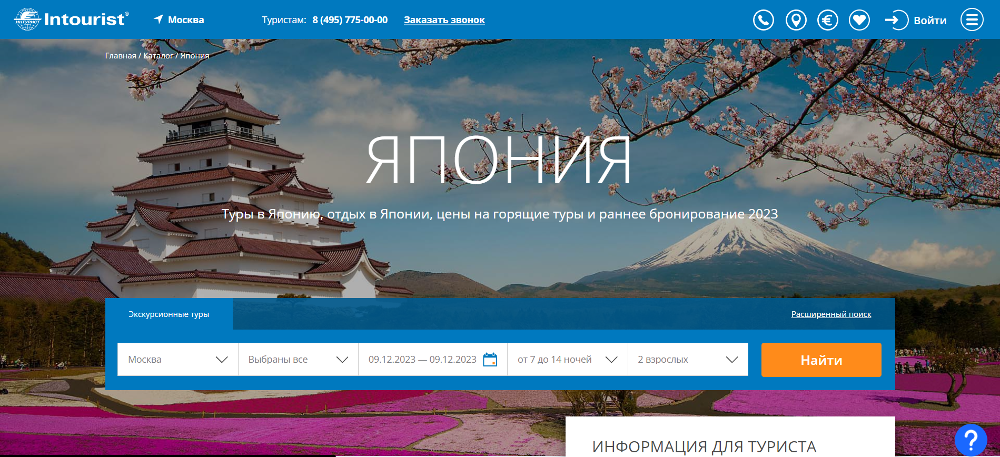 ИНТУРИСТ Intourist®
Москва
Туристам: 8 (495) 775-00-00 Заказать звонок
Войти
Главная / Каталог / Япония
ЯПОНИЯ
Туры в Японию, отдых в Японии, цены на горящие туры и раннее бронирование 2023
Экскурсионные туры
Расширенный поиск
Москва
Выбраны все
09.12.2023 — 09.12.2023
от 7 до 14 ночей
2 взрослых
Найти
ИНФОРМАЦИЯ ДЛЯ ТУРИСТА